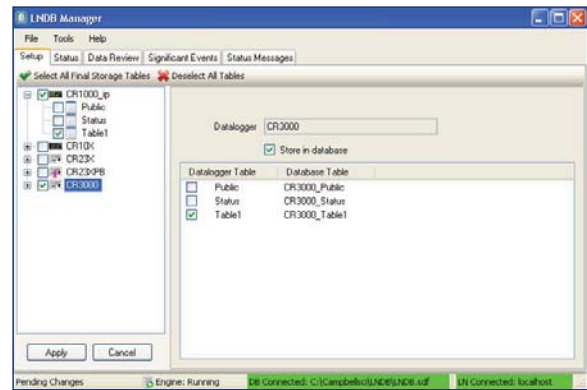 LNDB Manager
File Tools Help
Setup Status Data Review Significant Events Status Messages
Select All Final Storage Tables Deselect All Tables
CR1000_ip
Public
Status
Table1
CR10X
CR23X
CR23XPB
CR3000
Datalogger CR3000
Store in database
Datalogger Table Database Table
Public CR3000_Public
Status CR3000_Status
Table1 CR3000_Table1
Apply Cancel
Pending Changes Engine: Running DB Connected: C:\Campbellsci\LNDB\LNDB.sdf LN Connected: localhost